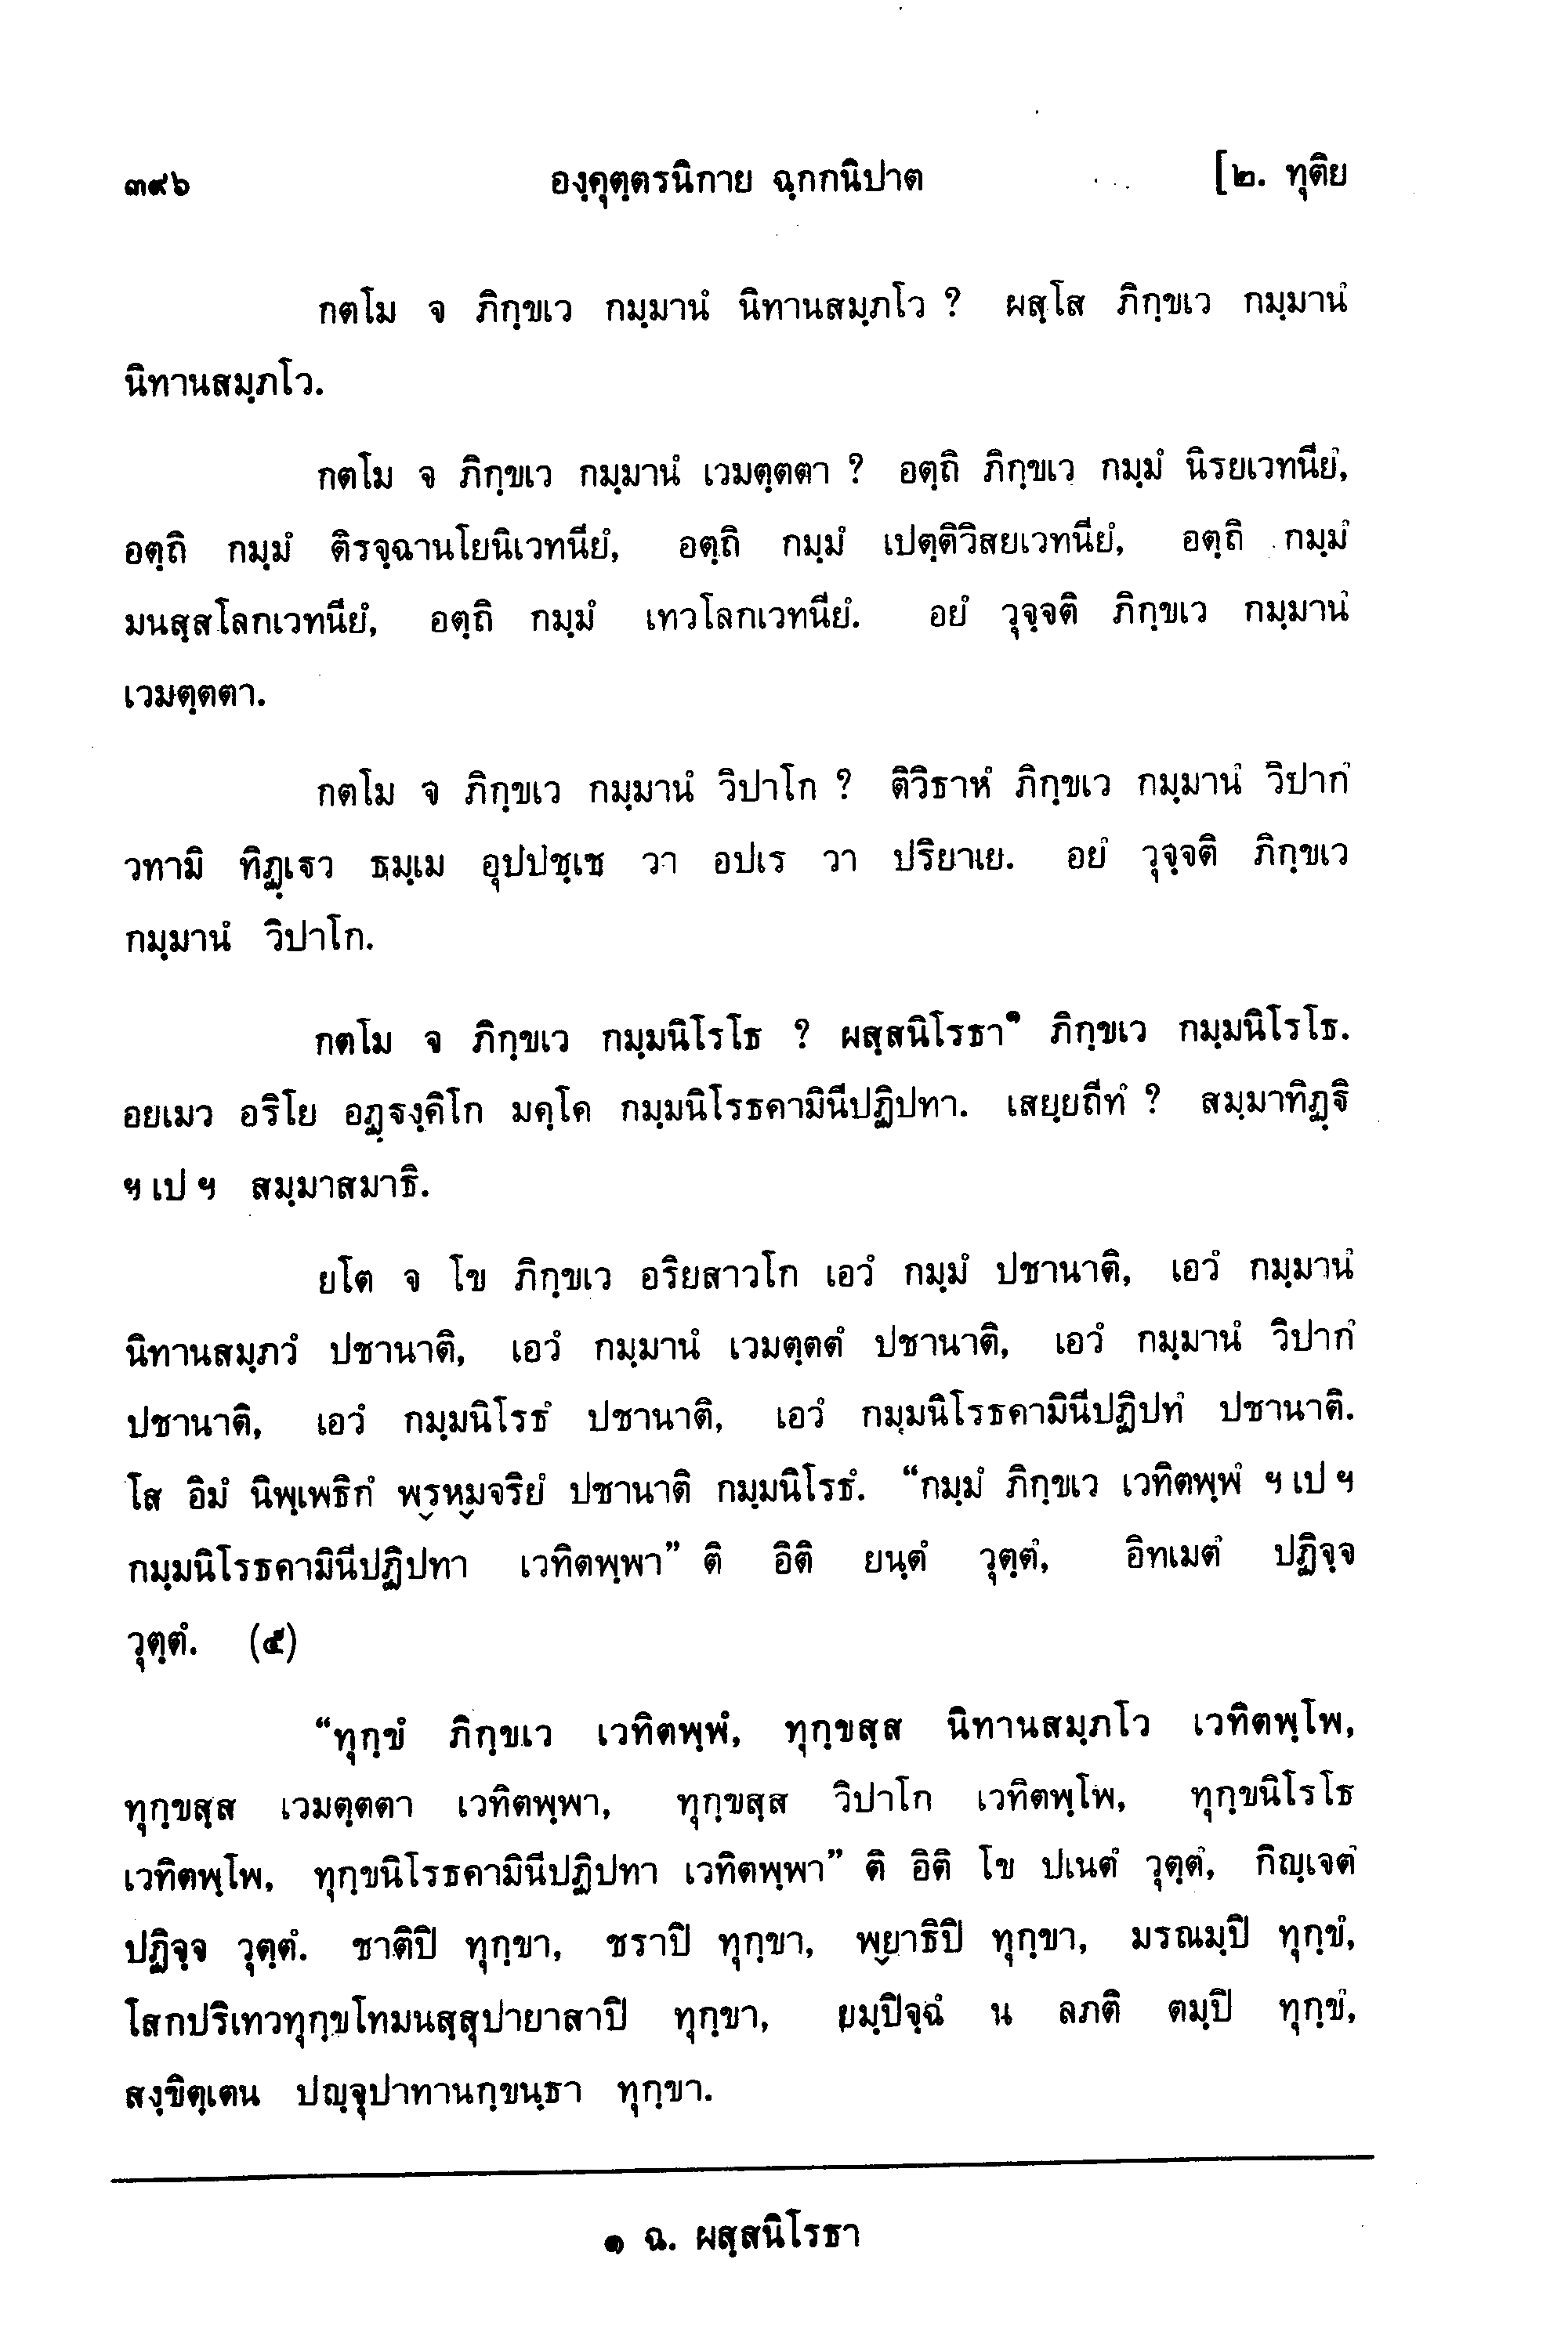 ๓๙๖ องฺคุตฺตรนิกาย ฉกฺกนิปาต [๒. ทุติย
กตโม จ ภิกฺขเว กมฺมานํ นิทานสมฺภโว ? ผสฺโส ภิกฺขเว กมฺมานํ
นิทานสมฺภโว.
กตโม จ ภิกฺขเว กมฺมานํ เวมตฺตตา ? อตฺถิ ภิกฺขเว กมฺมํ นิรยเวทนียํ,
อตฺถิ กมฺมํ ติรจฺฉานโยนิเวทนียํ, อตฺถิ กมฺมํ เปตฺติวิสยเวทนียํ, อตฺถิ กมฺมํ
มนสฺสโลกเวทนียํ, อตฺถิ กมฺมํ เทวโลกเวทนียํ. อยํ วุจฺจติ ภิกฺขเว กมฺมานํ
เวมตฺตตา.
กตโม จ ภิกฺขเว กมฺมานํ วิปาโก ? ติวิธาหํ ภิกฺขเว กมฺมานํ วิปากํ
วทามิ ทิฏฺเฐว ธมฺเม อุปปชฺเช วา อปเร วา ปริยาเย. อยํ วุจฺจติ ภิกฺขเว
กมฺมานํ วิปาโก.
กตโม จ ภิกฺขเว กมฺมนิโรโธ ? ผสฺสนิโรธา๑ ภิกฺขเว กมฺมนิโรโธ.
อยเมว อริโย อฏฺฐงฺคิโก มคฺโค กมฺมนิโรธคามินีปฏิปทา. เสยฺยถีทํ ? สมฺมาทิฏฺฐิ
ฯ เป ฯ สมฺมาสมาธิ.
ยโต จ โข ภิกฺขเว อริยสาวโก เอวํ กมฺมํ ปชานาติ, เอวํ กมฺมานํ
นิทานสมฺภวํ ปชานาติ, เอวํ กมฺมานํ เวมตฺตตํ ปชานาติ, เอวํ กมฺมานํ วิปากํ
ปชานาติ, เอวํ กมฺมนิโรธํ ปชานาติ, เอวํ กมฺมนิโรธคามินีปฏิปทํ ปชานาติ.
โส อิมํ นิพฺเพธิกํ พฺรหฺมจริยํ ปชานาติ กมฺมนิโรธํ. “กมฺมํ ภิกฺขเว เวทิตพฺพํ ฯ เป ฯ
กมฺมนิโรธคามินีปฏิปทา เวทิตพฺพา” ติ อิติ ยนฺตํ วุตฺตํ, อิทเมตํ ปฏิจฺจ
วุตฺตํ. (๕)
“ทุกฺขํ ภิกฺขเว เวทิตพฺพํ, ทุกฺขสฺส นิทานสมฺภโว เวทิตพฺโพ,
ทุกฺขสฺส เวมตฺตตา เวทิตพฺพา, ทุกฺขสฺส วิปาโก เวทิตพฺโพ, ทุกฺขนิโรโธ
เวทิตพฺโพ, ทุกฺขนิโรธคามินีปฏิปทา เวทิตพฺพา” ติ อิติ โข ปเนตํ วุตฺตํ, กิญฺเจตํ
ปฏิจฺจ วุตฺตํ. ชาติปิ ทุกฺขา, ชราปิ ทุกฺขา, พฺยาธิปิ ทุกฺขา, มรณมฺปิ ทุกฺขํ,
โสกปริเทวทุกฺขโทมนสฺสุปายาสาปิ ทุกฺขา, ยมฺปิจฺฉํ น ลภติ ตมฺปิ ทุกฺขํ,
สงฺขิตฺเตน ปญฺจุปาทานกฺขนฺธา ทุกฺขา.
๑ ฉ. ผสฺสนิโรธา